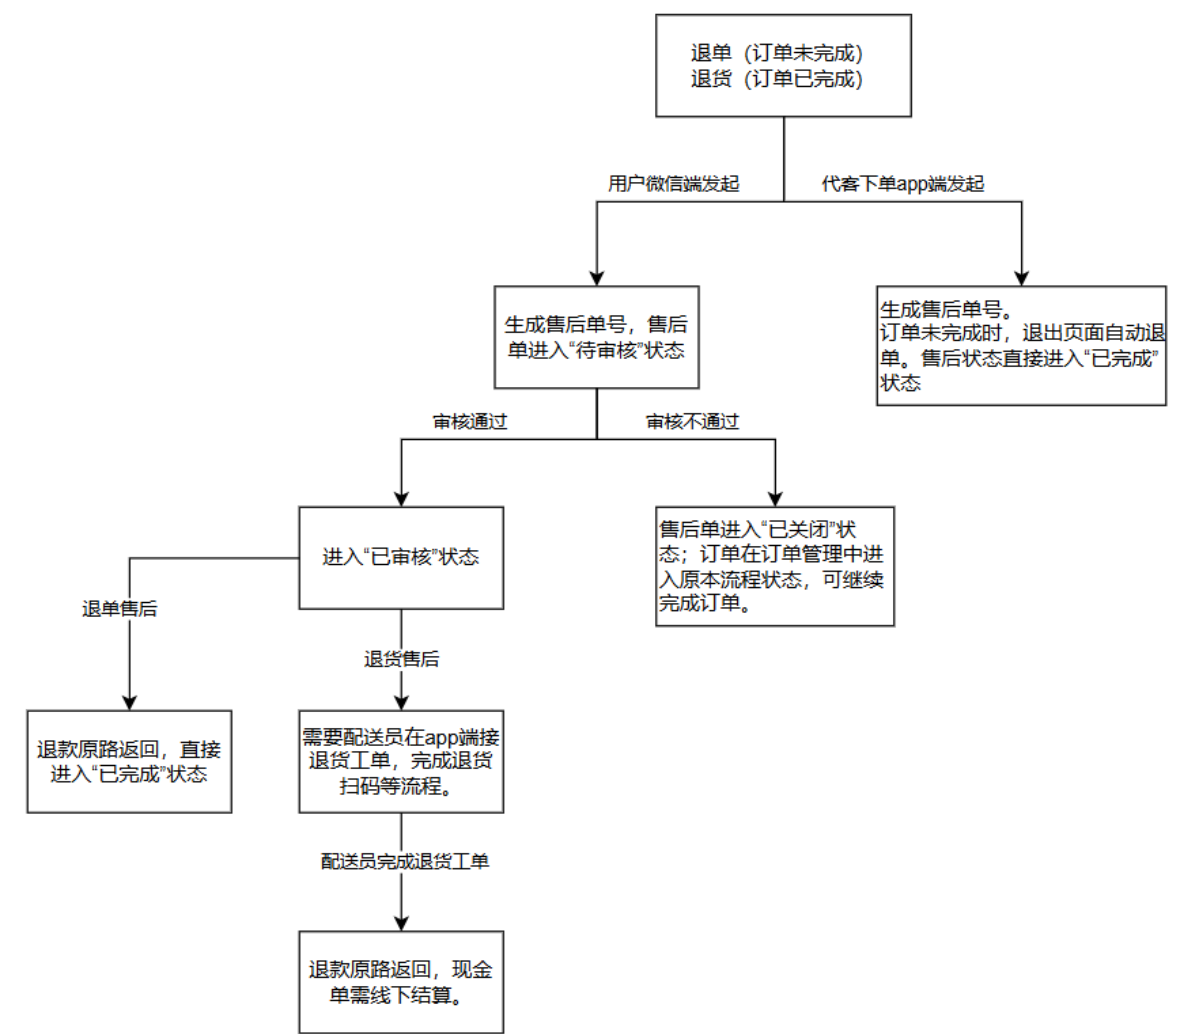 退单（订单未完成）
退货（订单已完成）
用户微信端发起
代客下单app端发起
生成售后单号，售后
单进入“待审核”状态
生成售后单号。
订单未完成时，退出页面自动退
单。售后状态直接进入“已完成”
状态
审核通过
审核不通过
进入“已审核”状态
售后单进入“已关闭”状
态；订单在订单管理中进
入原本流程状态，可继续
完成订单。
退单售后
退货售后
退款原路返回，直接
进入“已完成”状态
需要配送员在app端接
退货工单，完成退货
扫码等流程。
配送员完成退货工单
退款原路返回，现金
单需线下结算。